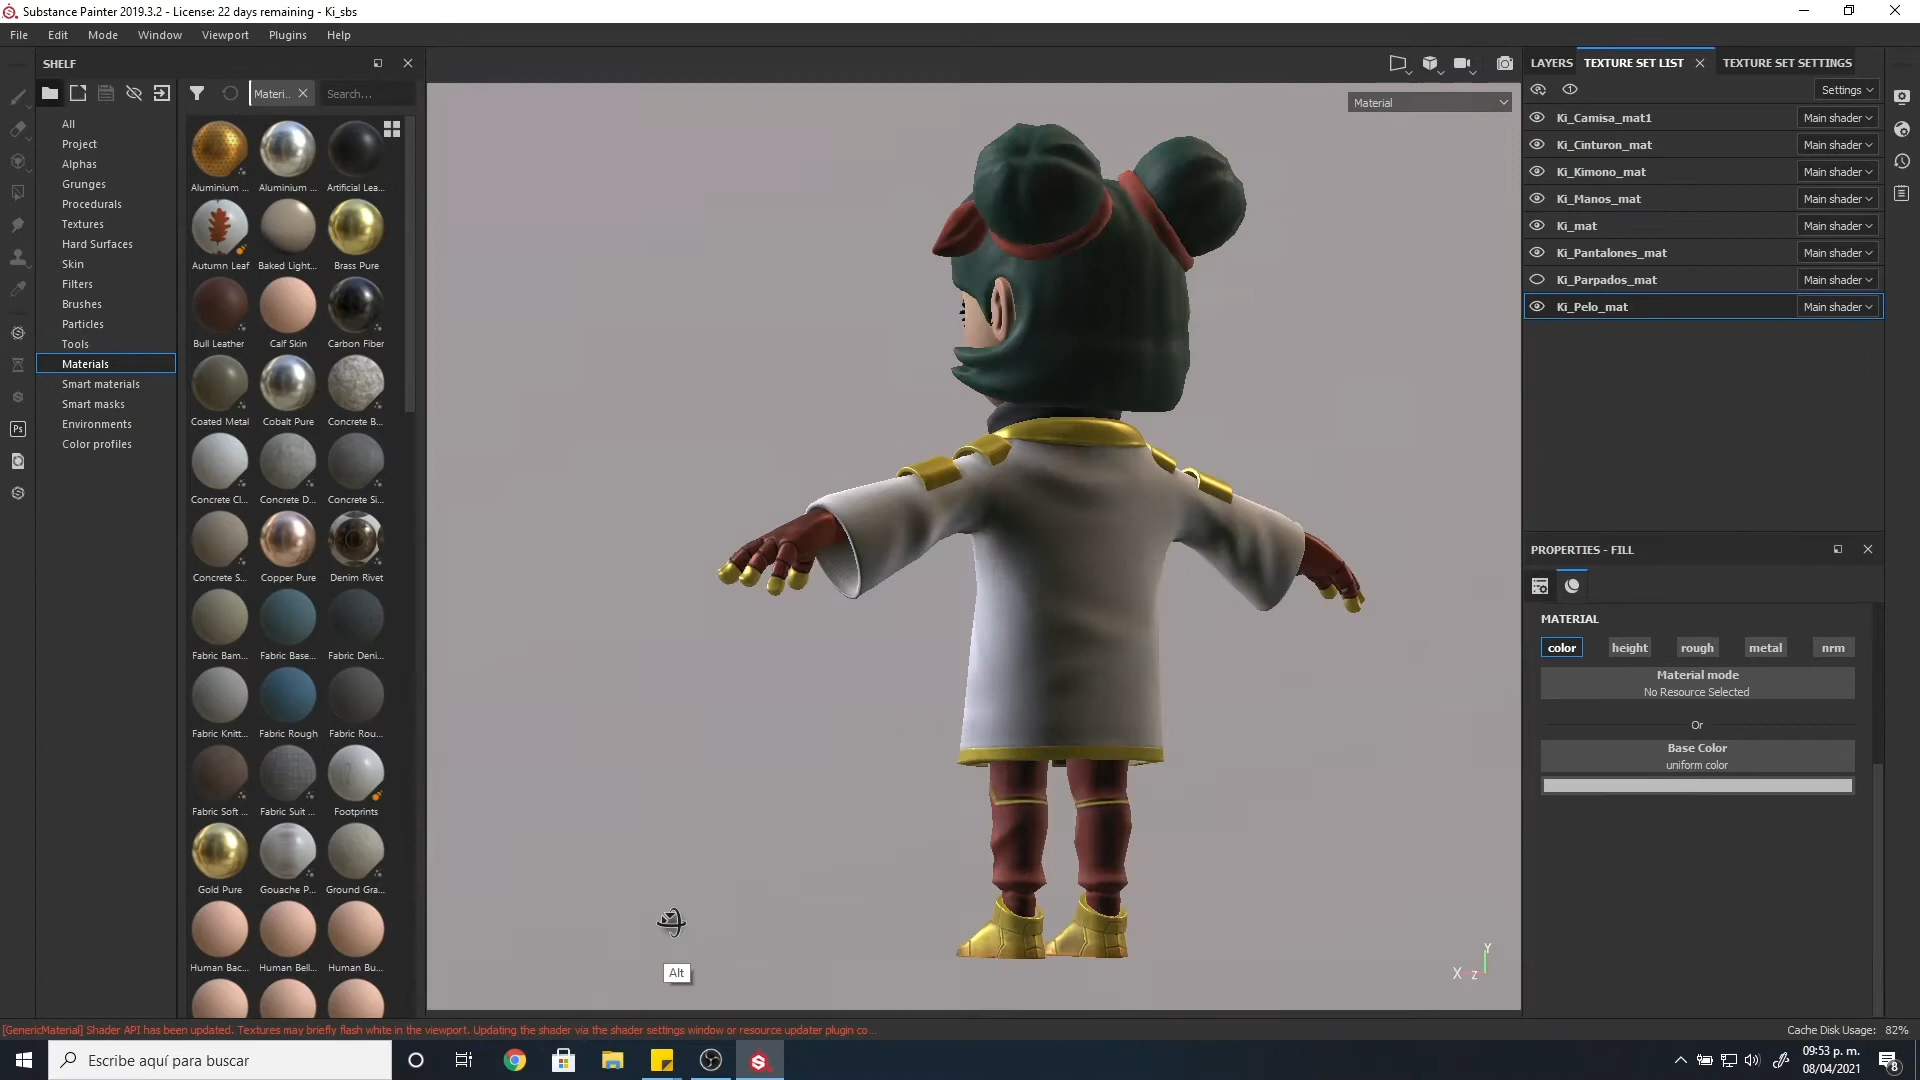 Substance Painter 2019.3.2 - License: 22 days remaining - Ki_sbs
File Edit Mode Window Viewport Plugins Help
SHELF
LAYERS TEXTURE SET LIST TEXTURE SET SETTINGS
Materi.. Search...
Settings
Material
All
Project
Alphas
Grunges
Procedurals
Textures
Hard Surfaces
Skin
Filters
Brushes
Particles
Tools
Materials
Smart materials
Smart masks
Environments
Color profiles
Aluminium ... Aluminium ... Artificial Lea...
Autumn Leaf Baked Light... Brass Pure
Bull Leather Calf Skin Carbon Fiber
Coated Metal Cobalt Pure Concrete B...
Concrete Cl... Concrete D... Concrete Si...
Concrete S... Copper Pure Denim Rivet
Fabric Bam... Fabric Base... Fabric Deni...
Fabric Knitt... Fabric Rough Fabric Rou...
Fabric Soft ... Fabric Suit ... Footprints
Gold Pure Gouache P... Ground Gra...
Human Bac... Human Bell... Human Bu...
Ps
Ki_Camisa_mat1 Main shader
Ki_Cinturon_mat Main shader
Ki_Kimono_mat Main shader
Ki_Manos_mat Main shader
Ki_mat Main shader
Ki_Pantalones_mat Main shader
Ki_Parpados_mat Main shader
Ki_Pelo_mat Main shader
PROPERTIES - FILL
MATERIAL
color height rough metal nrm
Material mode
No Resource Selected
Or
Base Color
uniform color
Alt
Y
X Z
[GenericMaterial] Shader API has been updated. Textures may briefly flash white in the viewport. Updating the shader via the shader settings window or resource updater plugin co...
Cache Disk Usage: 82%
Escribe aquí para buscar
09:53 p. m.
08/04/2021
8